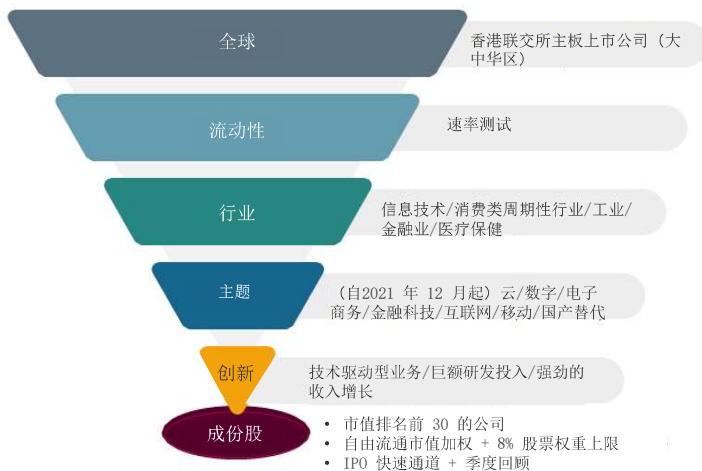 全球
香港联交所主板上市公司（大
中华区）
流动性
速率测试
行业
信息技术/消费类周期性行业/工业/
金融业/医疗保健
主题
（自2021 年 12 月起）云/数字/电子
商务/金融科技/互联网/移动/国产替代
创新
技术驱动型业务/巨额研发投入/强劲的
收入增长
成份股
• 市值排名前 30 的公司
• 自由流通市值加权 + 8% 股票权重上限
• IPO 快速通道 + 季度回顾